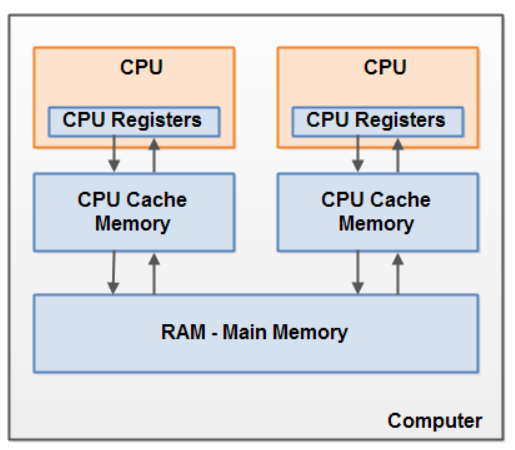 CPU
CPU
CPU Registers
CPU Registers
CPU Cache
Memory
CPU Cache
Memory
RAM - Main Memory
Computer